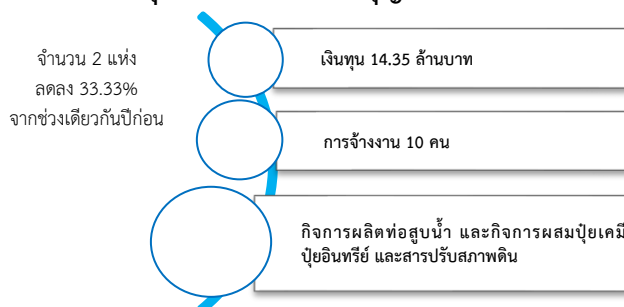 จำนวน 2 แห่ง
ลดลง 33.33%
จากช่วงเดียวกันปีก่อน
เงินทุน 14.35 ล้านบาท
การจ้างงาน 10 คน
กิจการผลิตท่อสูบน้ำ และกิจการผสมปุ๋ยเคมี
ปุ๋ยอินทรีย์ และสารปรับสภาพดิน